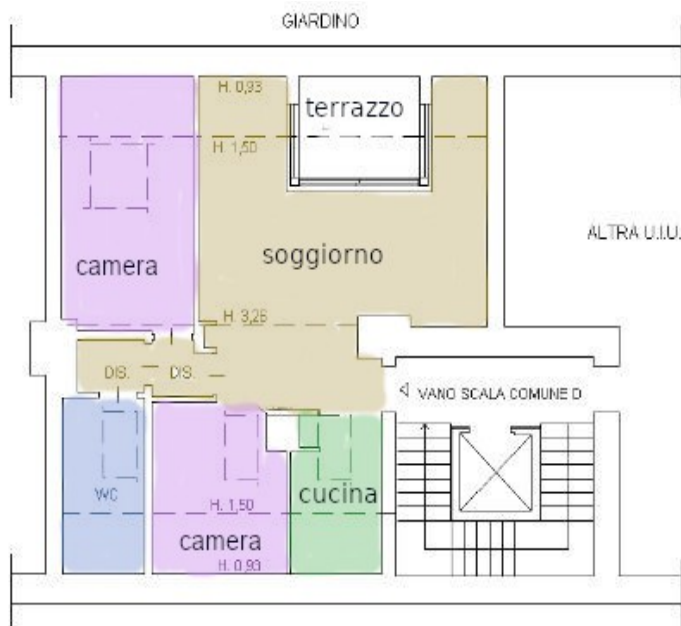 GIARDINO
H. 0,93
terrazzo
H. 1,50
ALTRA U.I.U.
camera
soggiorno
H. 3,26
DIS.
DIS.
VANO SCALA COMUNE D
WC
cucina
H. 1,50
camera
H. 0,93